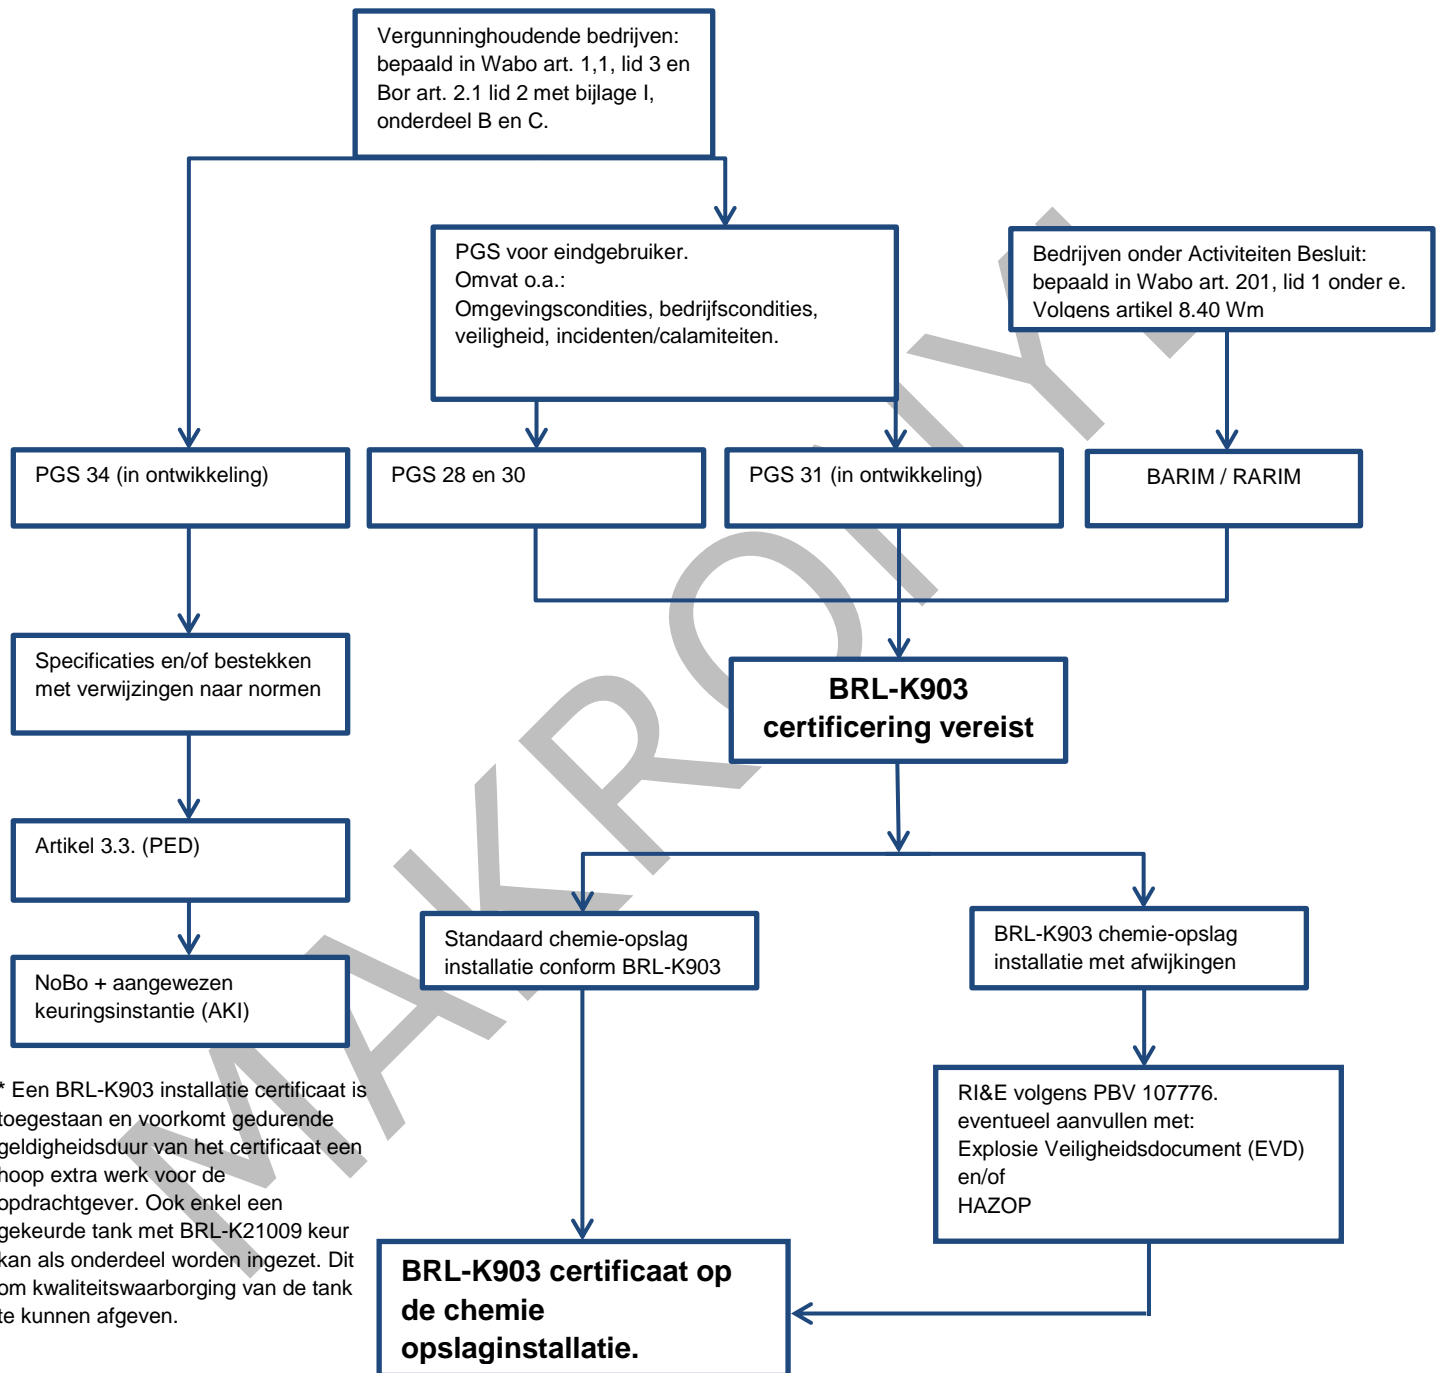 Vergunninghoudende bedrijven:
bepaald in Wabo art. 1,1, lid 3 en
Bor art. 2.1 lid 2 met bijlage I,
onderdeel B en C.
PGS voor eindgebruiker.
Omvat o.a.:
Omgevingscondities, bedrijfscondities,
veiligheid, incidenten/calamiteiten.
Bedrijven onder Activiteiten Besluit:
bepaald in Wabo art. 201, lid 1 onder e.
Volgens artikel 8.40 Wm
PGS 34 (in ontwikkeling)
PGS 28 en 30
PGS 31 (in ontwikkeling)
BARIM / RARIM
Specificaties en/of bestekken
met verwijzingen naar normen
BRL-K903
certificering vereist
Artikel 3.3. (PED)
Standaard chemie-opslag
installatie conform BRL-K903
BRL-K903 chemie-opslag
installatie met afwijkingen
NoBo + aangewezen
keuringsinstantie (AKI)
* Een BRL-K903 installatie certificaat is
toegestaan en voorkomt gedurende
geldigheidsduur van het certificaat een
hoop extra werk voor de
opdrachtgever. Ook enkel een
gekeurde tank met BRL-K21009 keur
kan als onderdeel worden ingezet. Dit
om kwaliteitswaarborging van de tank
te kunnen afgeven.
RI&E volgens PBV 107776.
eventueel aanvullen met:
Explosie Veiligheidsdocument (EVD)
en/of
HAZOP
BRL-K903 certificaat op
de chemie
opslaginstallatie.